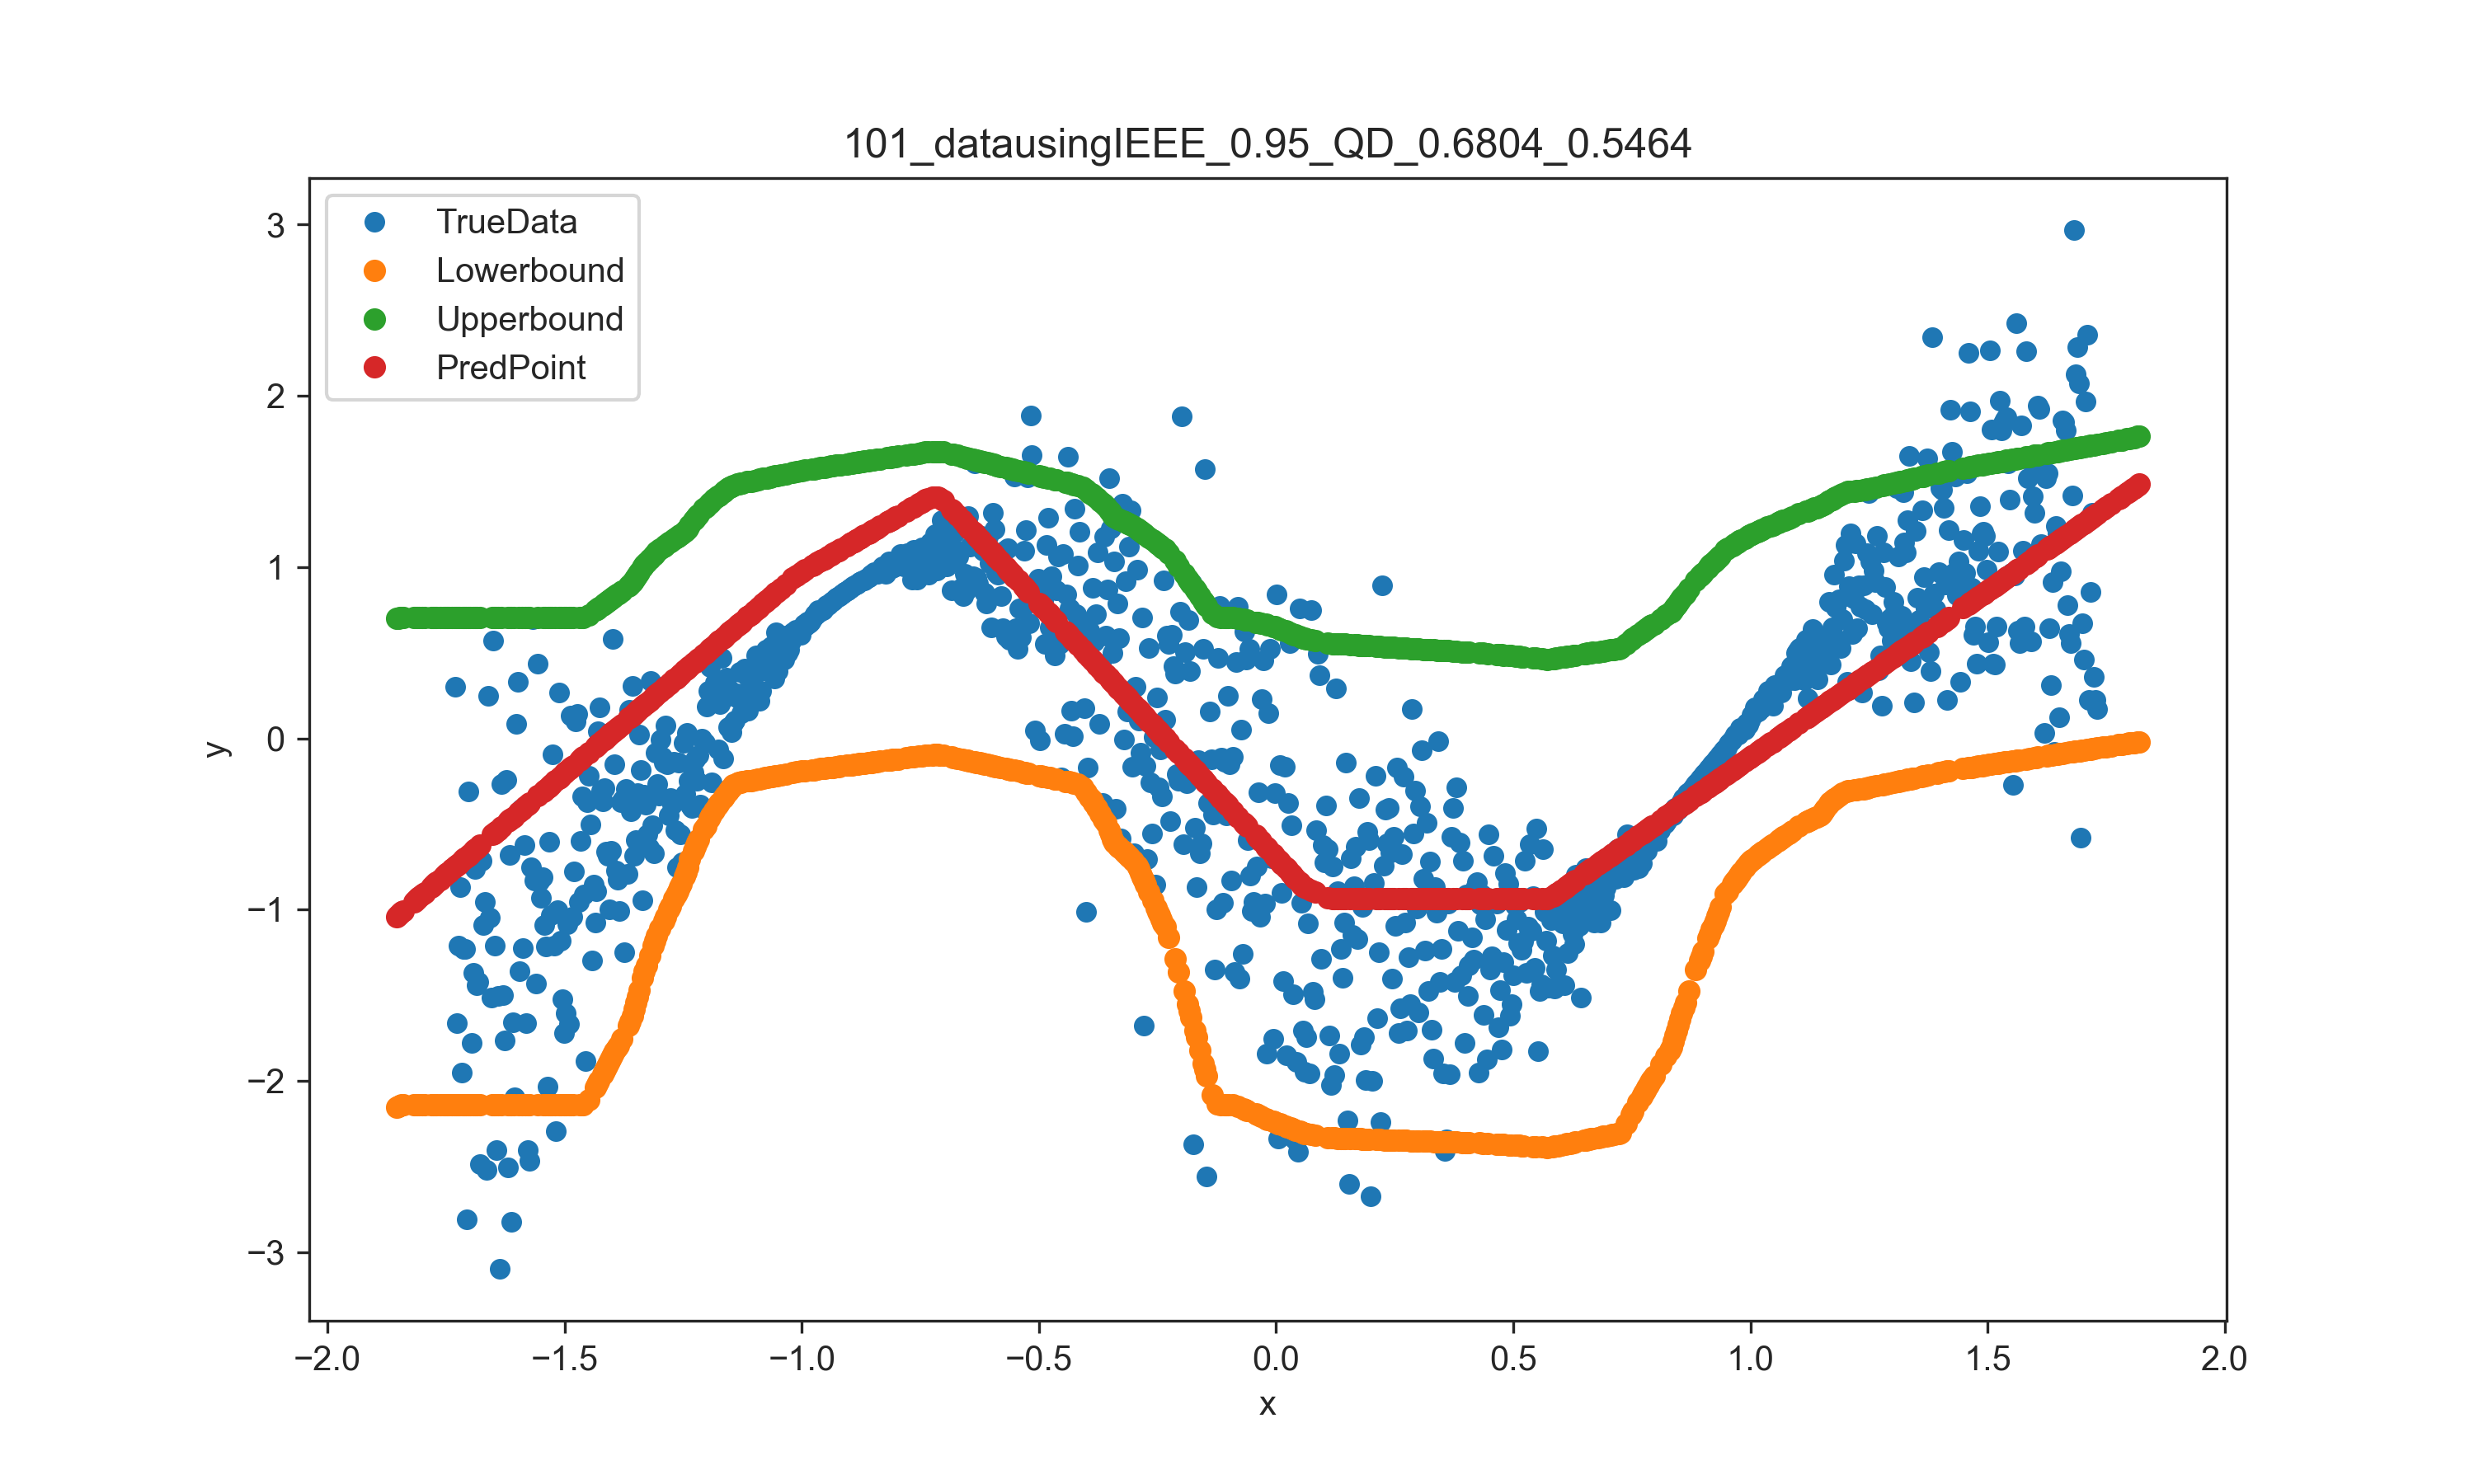 101_datausingIEEE_0.95_QD_0.6804_0.5464
TrueData
Lowerbound
Upperbound
PredPoint
3
2
1
0
−1
−2
−3
y
−2.0 −1.5 −1.0 −0.5 0.0 0.5 1.0 1.5 2.0
x